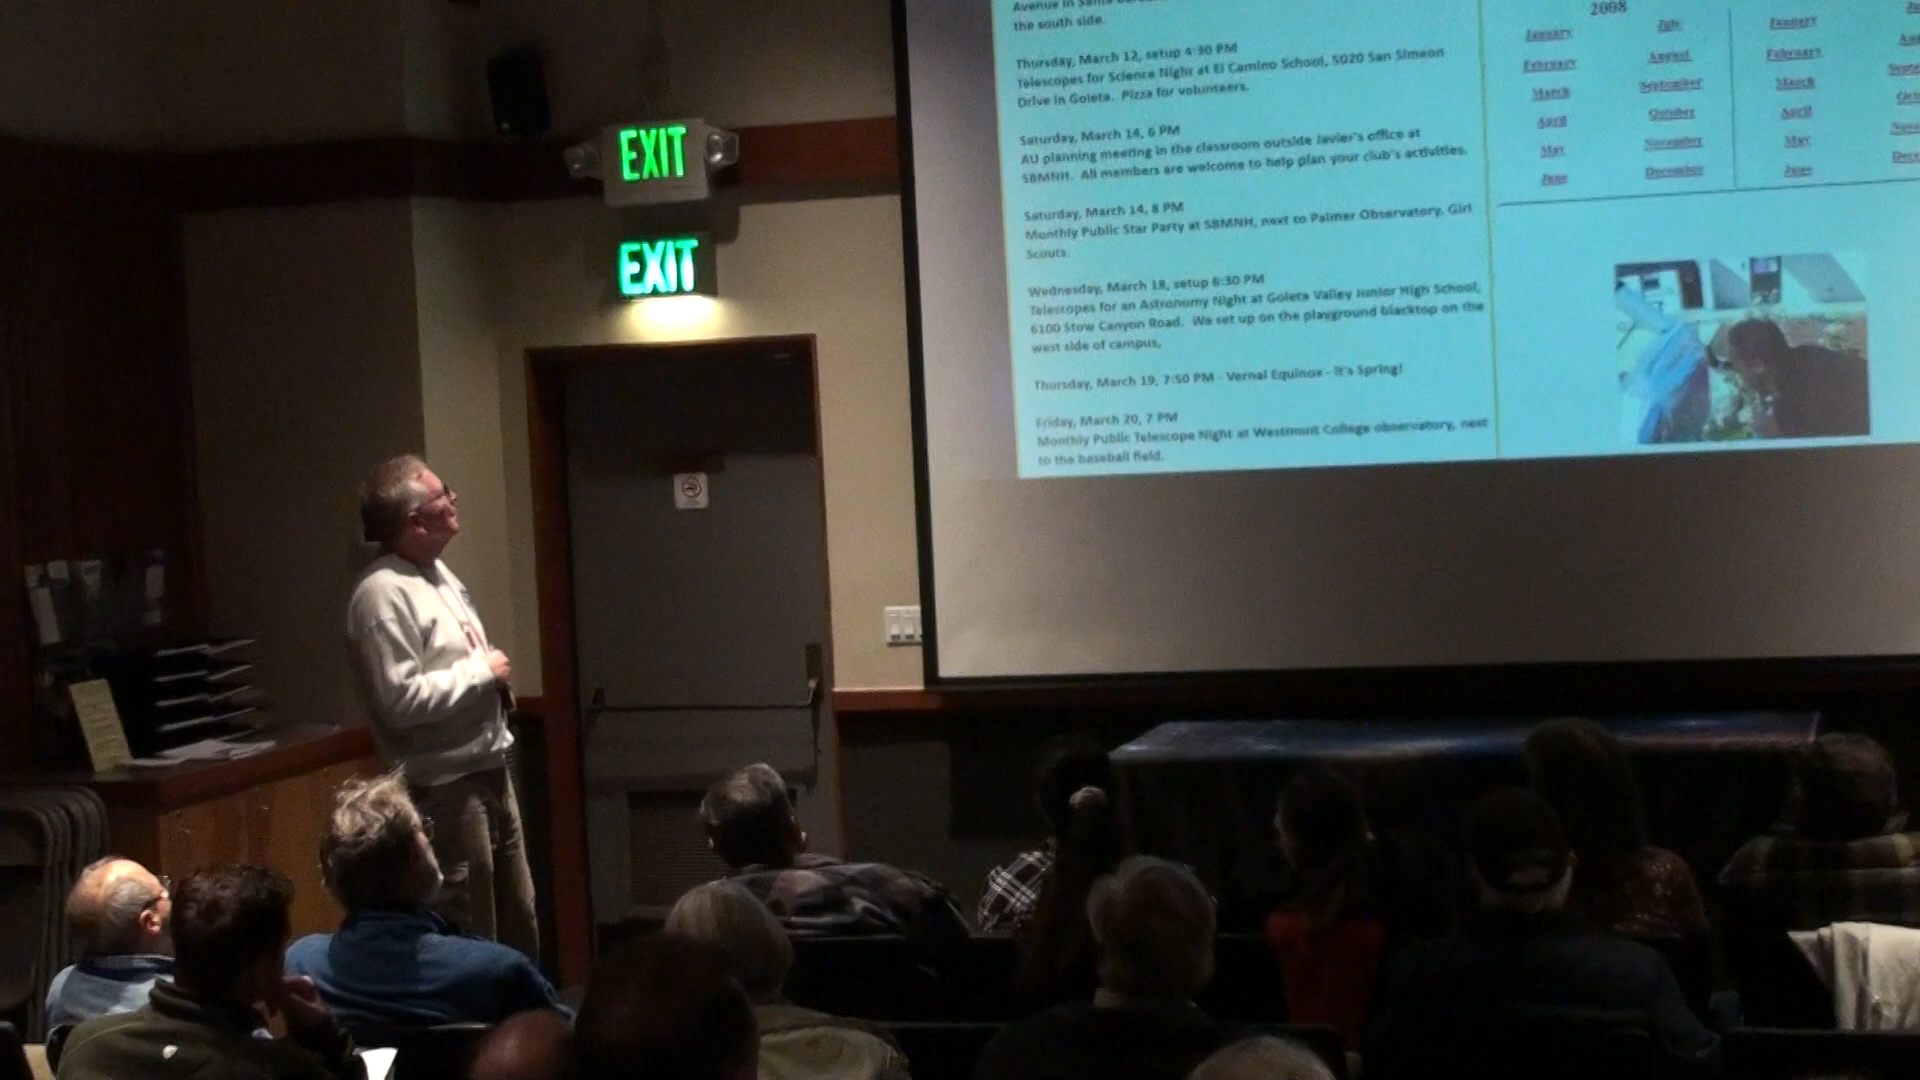 EXIT
EXIT
Avenue in Santa
the south side.
Thursday, March 12, setup 4:30 PM
Telescopes for Science Night at El Camino School, 5020 San Simeon
Drive in Goleta. Pizza for volunteers.
Saturday, March 14, 6 PM
AU planning meeting in the classroom outside Javier's office at
SBMNH. All members are welcome to help plan your club's activities.
Saturday, March 14, 8 PM
Monthly Public Star Party at SBMNH, next to Palmer Observatory. Girl
Scouts.
Wednesday, March 18, setup 6:30 PM
Telescopes for an Astronomy Night at Goleta Valley Junior High School,
6100 Stow Canyon Road. We set up on the playground blacktop on the
west side of campus.
Thursday, March 19, 7:50 PM - Vernal Equinox - It's Spring!
Friday, March 20, 7 PM
Monthly Public Telescope Night at Westmont College observatory, next
to the baseball field.
2008
January July
February August
March September
April October
May November
June December
January
February
March
April
May
June